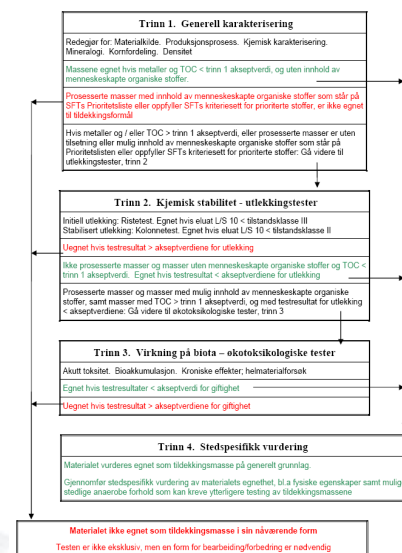 Trinn 1. Generell karakterisering
Redegjør for: Materialkilde. Produksjonsprosess. Kjemisk karakterisering.
Mineralogi. Kornfordeling. Densitet
Massene egnet hvis metaller og TOC < trinn 1 akseptverdi, og uten innhold av
menneskeskapte organiske stoffer.
Prosesserte masser med innhold av menneskeskapte organiske stoffer som står på
SFTs Prioritetsliste eller oppfyller SFTs kriteriesett for prioriterte stoffer, er ikke egnet
til tildekkingsformål
Hvis metaller og / eller TOC > trinn 1 akseptverdi, eller prosesserte masser er uten
tilsetning eller mulig innhold av menneskeskapte organiske stoffer som står på
Prioritetslisten eller oppfyller SFTs kriteriesett for prioriterte stoffer: Gå videre til
utlekkingstester, trinn 2
Trinn 2. Kjemisk stabilitet - utlekkingstester
Initiell utlekking: Ristetest. Egnet hvis eluat L/S 10 < tilstandsklasse III
Stabilisert utlekking: Kolonnetest. Egnet hvis eluat L/S 10 < tilstandsklasse II
Uegnet hvis testresultat > akseptverdiene for utlekking
Ikke prosesserte masser og masser uten menneskeskapte organiske stoffer og TOC <
trinn 1 akseptverdi. Egnet hvis testresultat < akseptverdiene for utlekking
Prosesserte masser og masser med mulig innhold av menneskeskapte organiske
stoffer, samt masser med TOC > trinn 1 akseptverdi, og med testresultat for utlekking
< akseptverdiene: Gå videre til økotoksikologiske tester, trinn 3
Trinn 3. Virkning på biota – økotoksikologiske tester
Akutt toksitet. Bioakkumulasjon. Kroniske effekter; helmaterialforsøk
Egnet hvis testresultater < akseptverdi for giftighet
Uegnet hvis testresultat > akseptverdiene for giftighet
Trinn 4. Stedspesifikk vurdering
Materialet vurderes egnet som tildekkingsmasse på generelt grunnlag.
Gjennomfør stedspesifikk vurdering av materialets egnethet, bl.a fysiske egenskaper samt mulig
stedlige anaerobe forhold som kan kreve ytterligere testing av tildekkingsmassene
Materialet ikke egnet som tildekkingsmasse i sin nåværende form
Testen er ikke eksklusiv, men en form for bearbeiding/forbedring er nødvendig